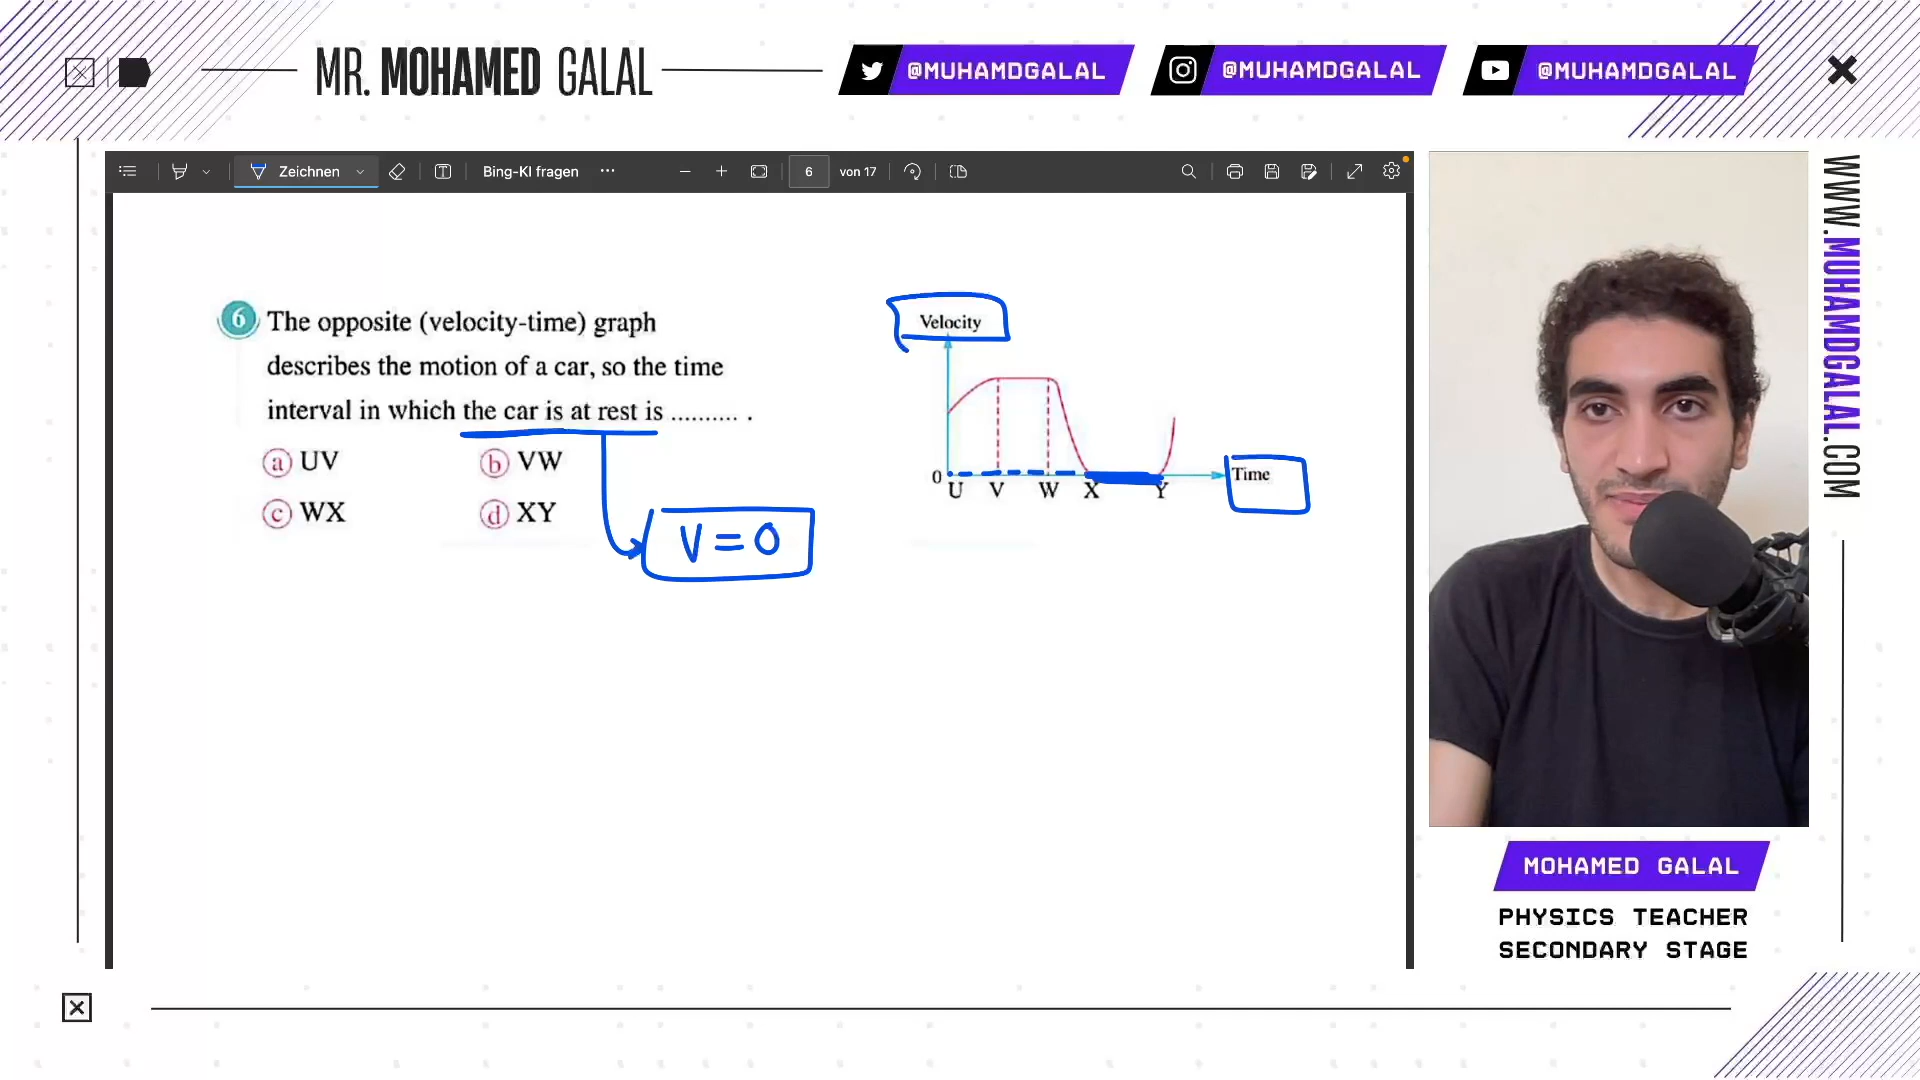 MR. MOHAMED GALAL
@MUHAMDGALAL
@MUHAMDGALAL
@MUHAMDGALAL
Zeichnen
Bing-KI fragen
6
von 17
6 The opposite (velocity-time) graph
describes the motion of a car, so the time
interval in which the car is at rest is .......... .
a UV
b VW
c WX
d XY
V = 0
Velocity
0
U V W X Y
Time
WWW.MUHAMDGALAL.COM
MOHAMED GALAL
PHYSICS TEACHER
SECONDARY STAGE